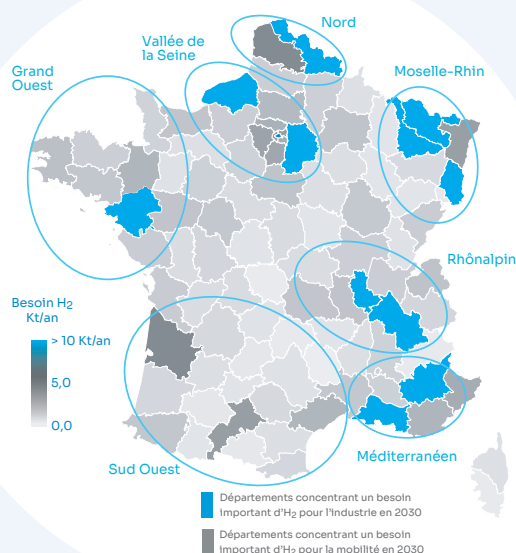 Nord
Vallée de
la Seine
Grand
Ouest
Moselle-Rhin
Rhônalpin
Besoin H₂
Kt/an
> 10 Kt/an
5,0
0,0
Sud Ouest
Méditerranéen
Départements concentrant un besoin
important d'H₂ pour l'industrie en 2030
Départements concentrant un besoin
important d'H₂ pour la mobilité en 2030